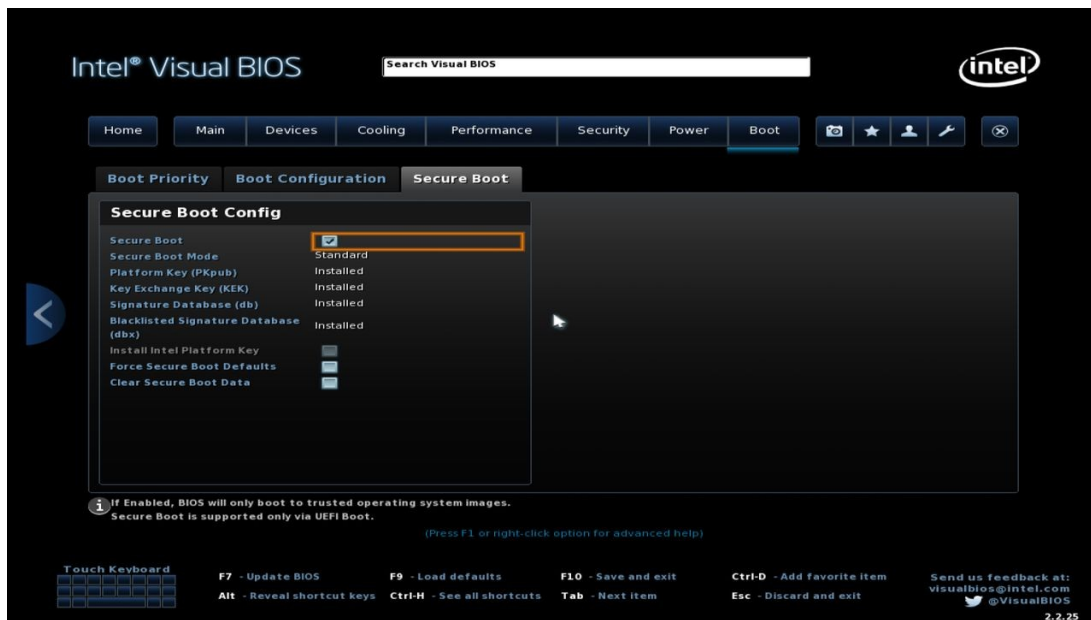 Intel® Visual BIOS
Search Visual BIOS
intel
Home Main Devices Cooling Performance Security Power Boot
Boot Priority Boot Configuration Secure Boot
Secure Boot Config
Secure Boot
Secure Boot Mode Standard
Platform Key (PKpub) Installed
Key Exchange Key (KEK) Installed
Signature Database (db) Installed
Blacklisted Signature Database
(dbx) Installed
Install Intel Platform Key
Force Secure Boot Defaults
Clear Secure Boot Data
If Enabled, BIOS will only boot to trusted operating system images.
Secure Boot is supported only via UEFI Boot.
(Press F1 or right-click option for advanced help)
Touch Keyboard
F7 - Update BIOS F9 - Load defaults F10 - Save and exit Ctrl-D - Add favorite item
Alt - Reveal shortcut keys Ctrl-H - See all shortcuts Tab - Next item Esc - Discard and exit
Send us feedback at:
visualbios@intel.com
@VisualBIOS
2.2.25